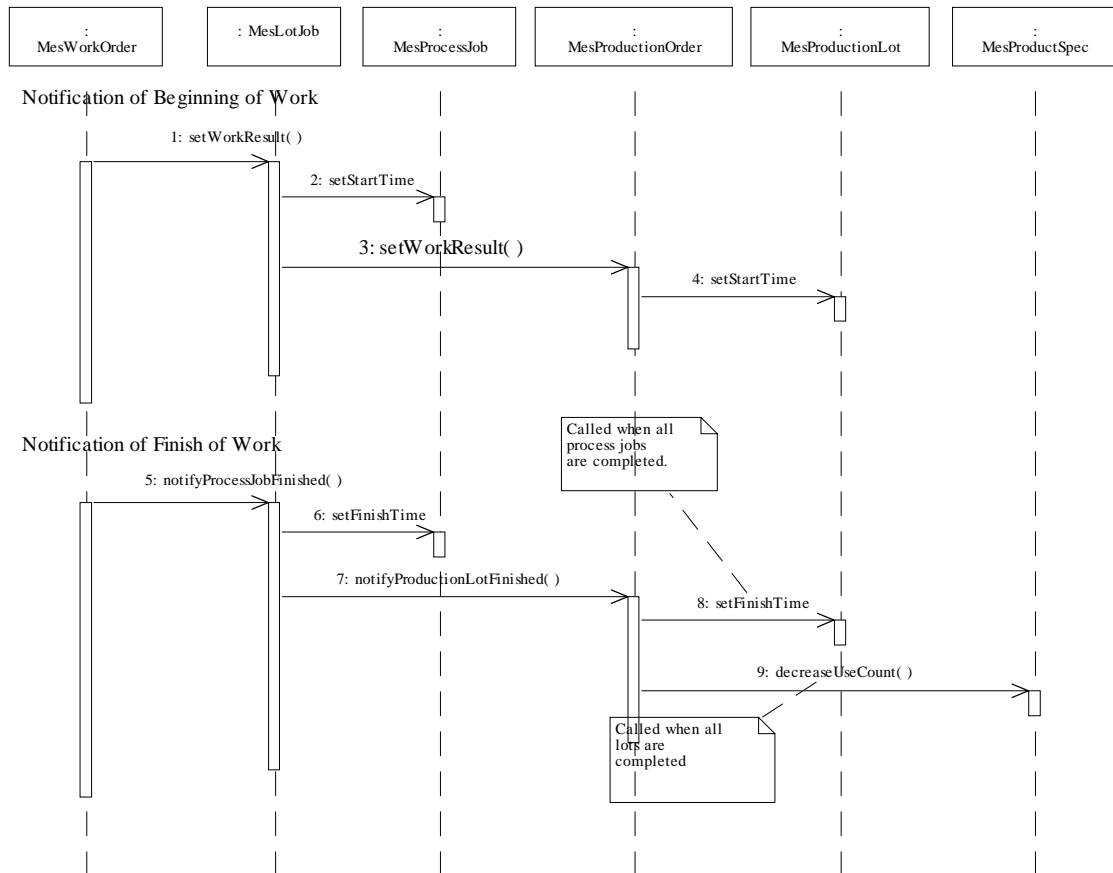 :
MesWorkOrder
: MesLotJob
:
MesProcessJob
:
MesProductionOrder
:
MesProductionLot
:
MesProductSpec
Notification of Beginning of Work
1: setWorkResult( )
2: setStartTime
3: setWorkResult( )
4: setStartTime
Called when all
process jobs
are completed.
Notification of Finish of Work
5: notifyProcessJobFinished( )
6: setFinishTime
7: notifyProductionLotFinished( )
8: setFinishTime
9: decreaseUseCount( )
Called when all
lots are
completed